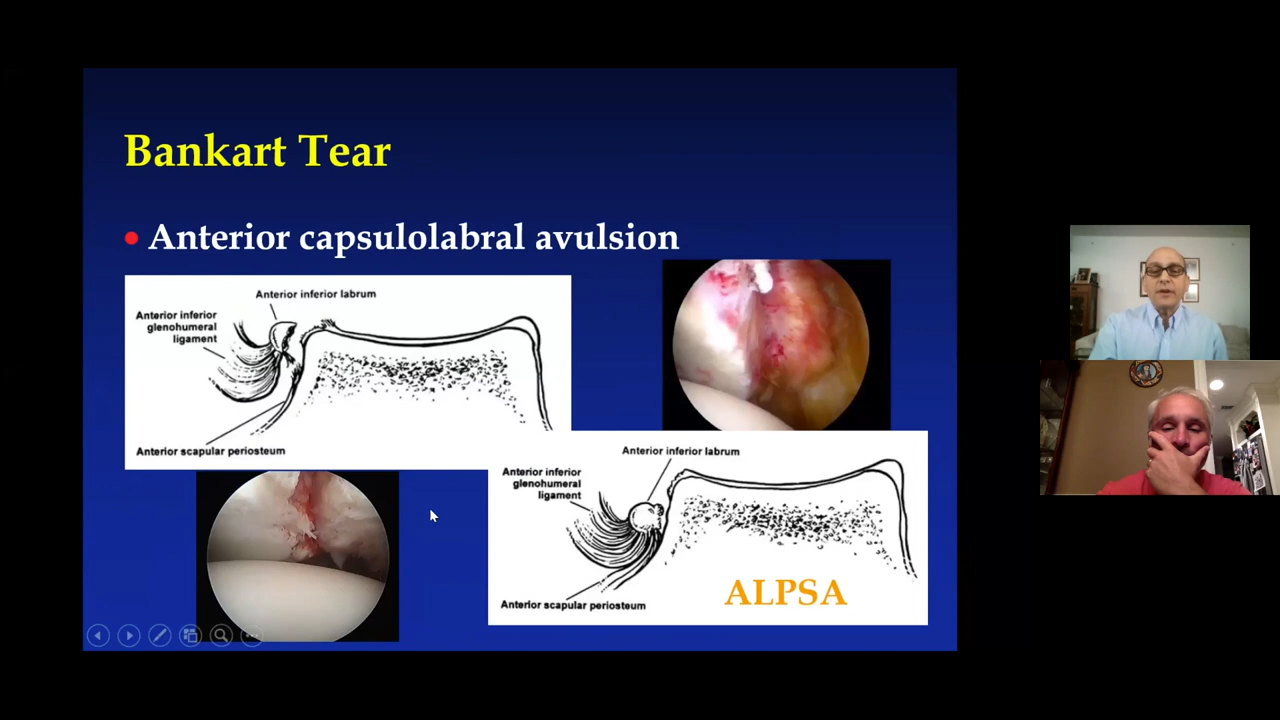 Bankart Tear
• Anterior capsulolabral avulsion
Anterior inferior labrum
Anterior inferior
glenohumeral
ligament
Anterior scapular periosteum
Anterior inferior labrum
Anterior inferior
glenohumeral
ligament
Anterior scapular periosteum
ALPSA